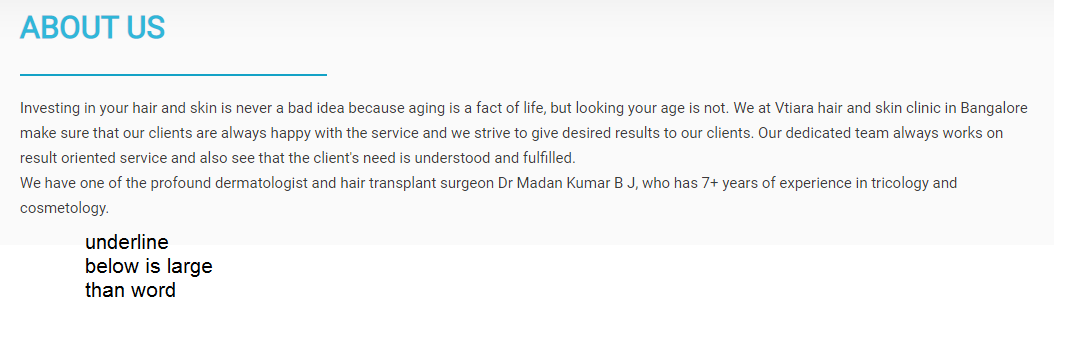 ABOUT US
Investing in your hair and skin is never a bad idea because aging is a fact of life, but looking your age is not. We at Vtiara hair and skin clinic in Bangalore
make sure that our clients are always happy with the service and we strive to give desired results to our clients. Our dedicated team always works on
result oriented service and also see that the client's need is understood and fulfilled.
We have one of the profound dermatologist and hair transplant surgeon Dr Madan Kumar B J, who has 7+ years of experience in tricology and
cosmetology.
underline
below is large
than word